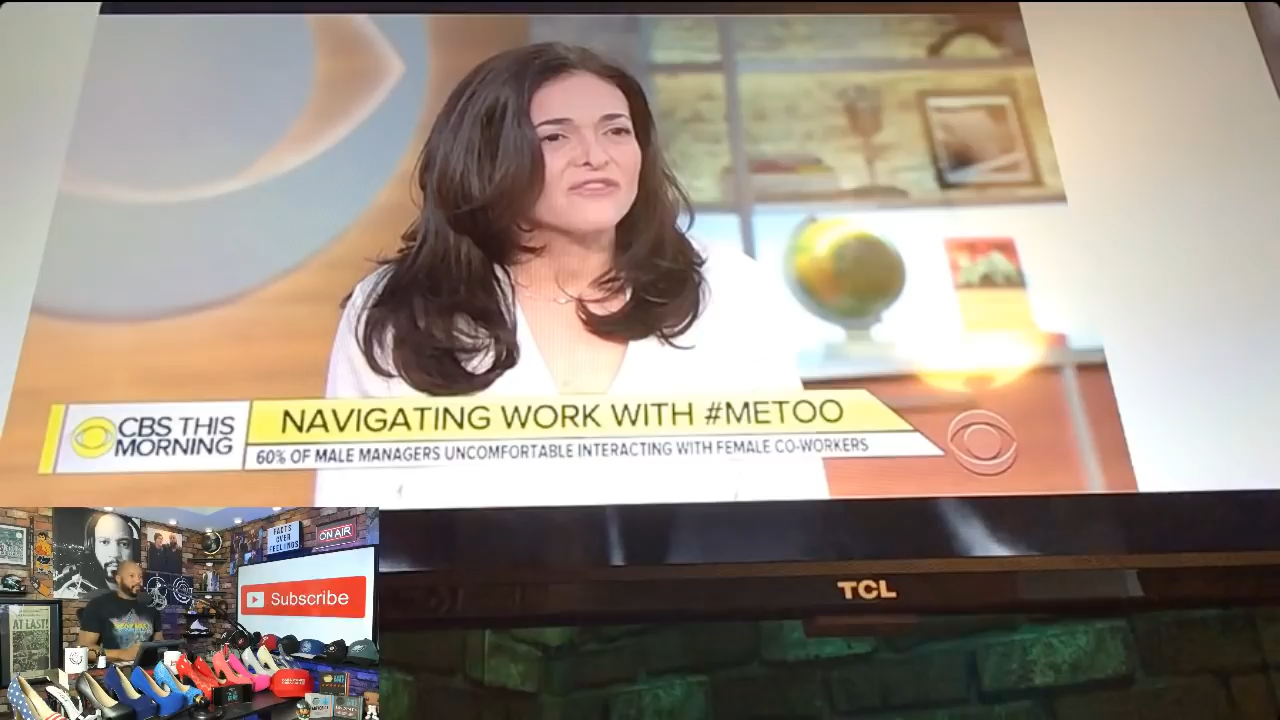 CBS THIS MORNING
NAVIGATING WORK WITH #METOO
60% OF MALE MANAGERS UNCOMFORTABLE INTERACTING WITH FEMALE CO-WORKERS
TCL
FACTS
OVER
FEELINGS
ON AIR
Subscribe
AT LAST!